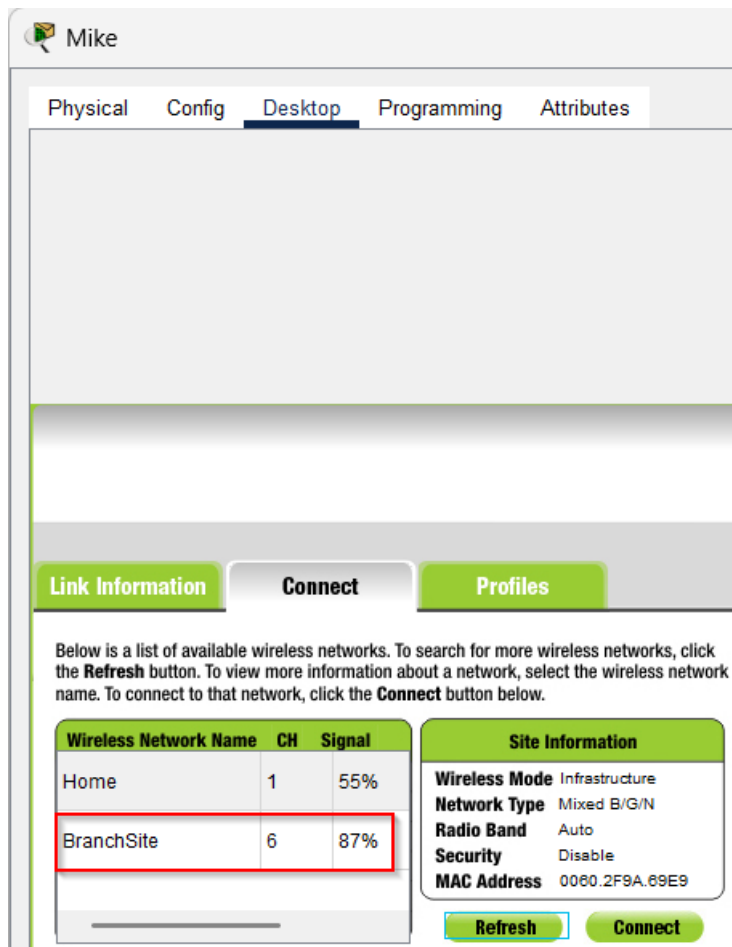 Mike
Physical Config Desktop Programming Attributes
Link Information Connect Profiles
Below is a list of available wireless networks. To search for more wireless networks, click
the Refresh button. To view more information about a network, select the wireless network
name. To connect to that network, click the Connect button below.
Wireless Network Name CH Signal
Home 1 55%
BranchSite 6 87%
Site Information
Wireless Mode Infrastructure
Network Type Mixed B/G/N
Radio Band Auto
Security Disable
MAC Address 0060.2F9A.69E9
Refresh Connect